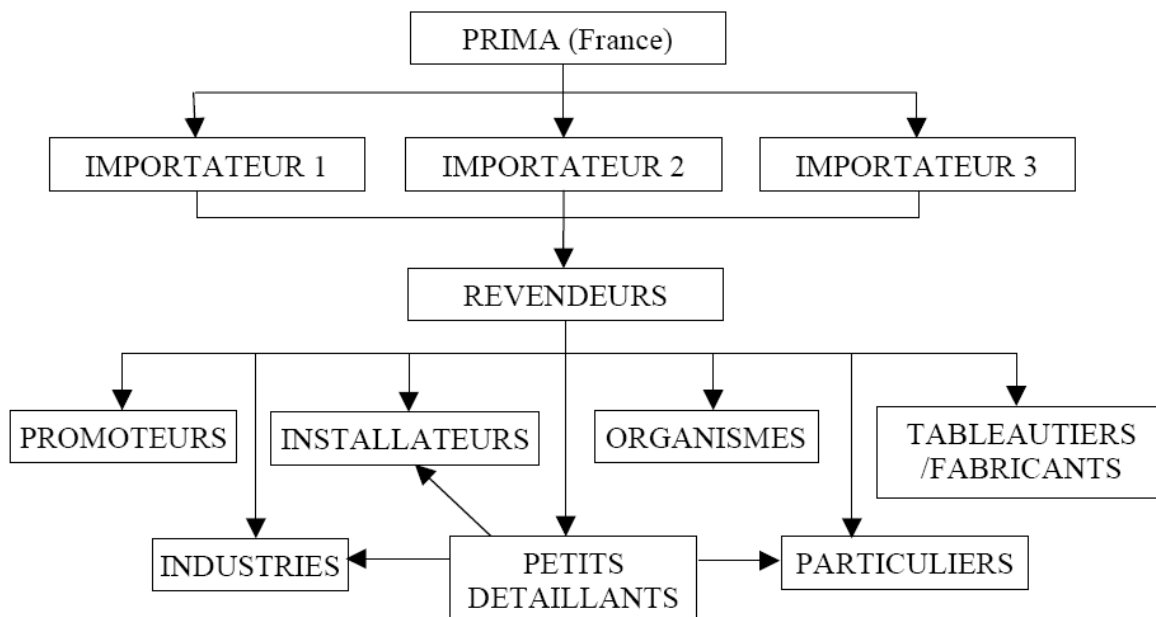 PRIMA (France)
IMPORTATEUR 1
IMPORTATEUR 2
IMPORTATEUR 3
REVENDEURS
PROMOTEURS
INSTALLATEURS
ORGANISMES
TABLEAUTIERS
/FABRICANTS
INDUSTRIES
PETITS
DETAILLANTS
PARTICULIERS